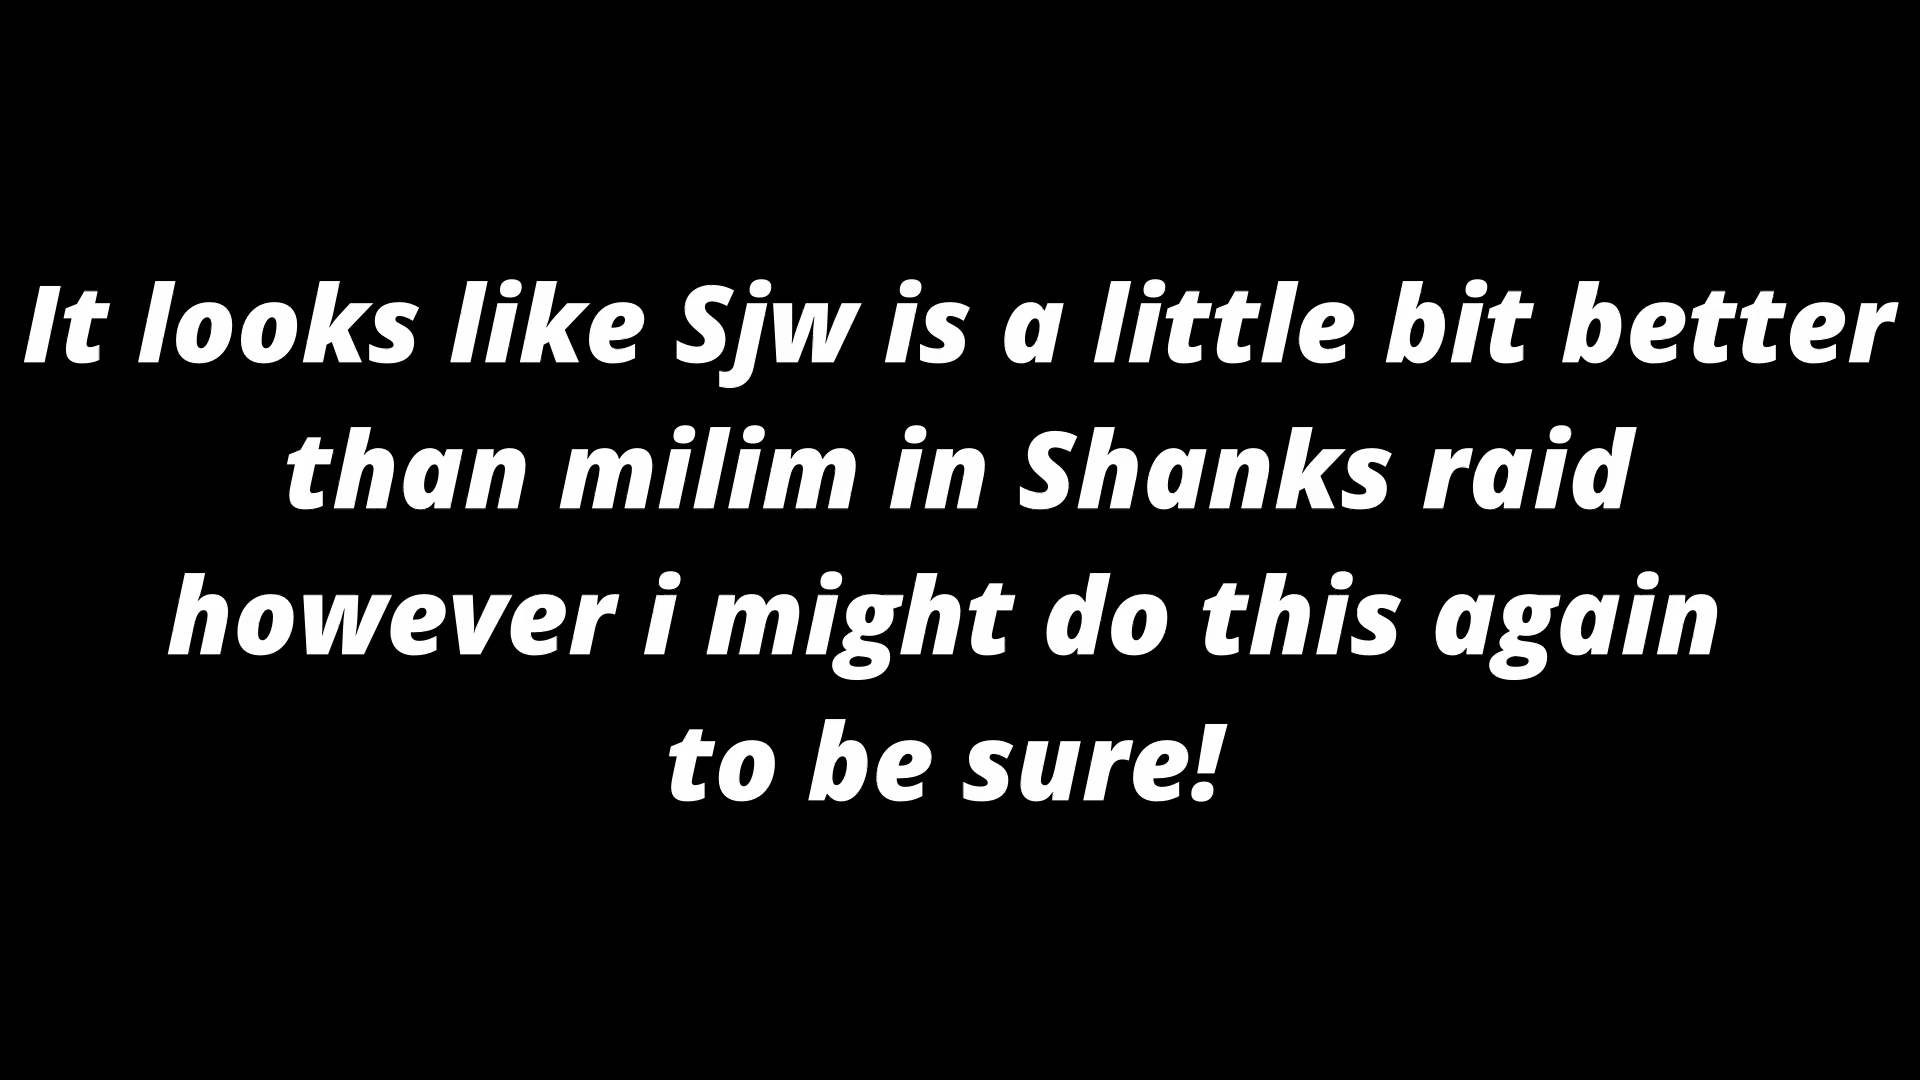 It looks like Sjw is a little bit better
than milim in Shanks raid
however i might do this again
to be sure!